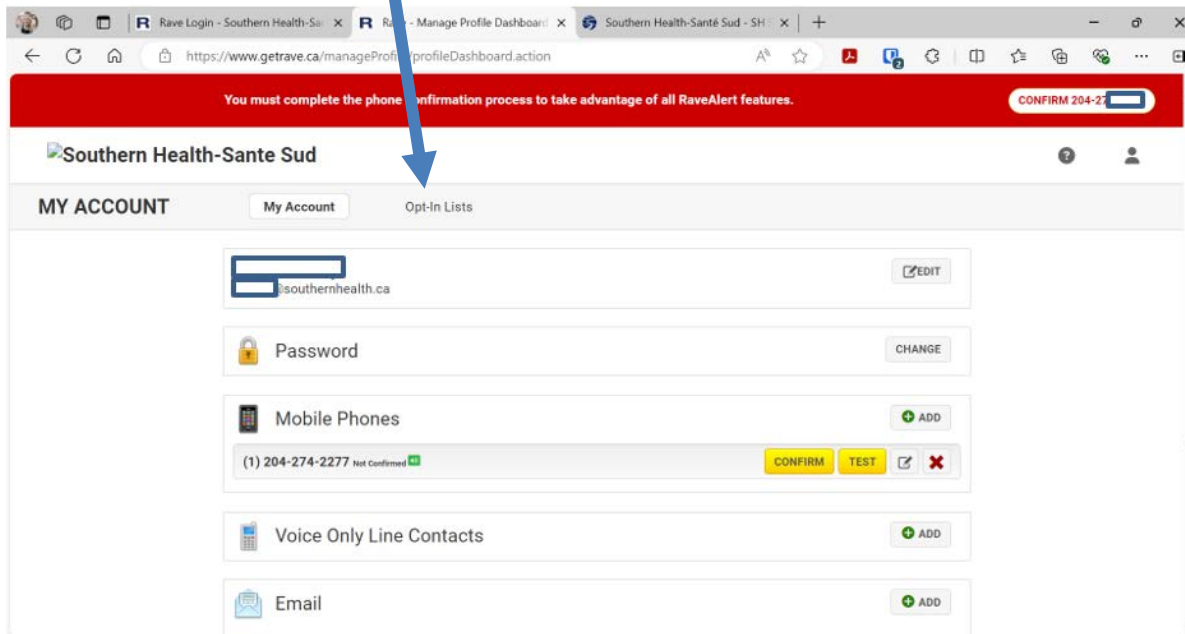 Rave Login - Southern Health-Sa
Manage Profile Dashboard
Southern Health-Santé Sud - SH
https://www.getrave.ca/manageProfile/profileDashboard.action
You must complete the phone confirmation process to take advantage of all RaveAlert features.
CONFIRM 204-27
Southern Health-Sante Sud
MY ACCOUNT
My Account
Opt-In Lists
@southernhealth.ca
EDIT
Password
CHANGE
Mobile Phones
ADD
(1) 204-274-2277 Not Confirmed
CONFIRM
TEST
Voice Only Line Contacts
ADD
Email
ADD